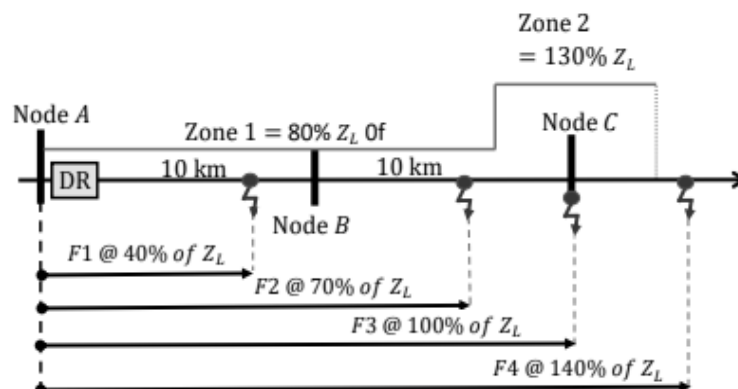 Zone 2
= 130% Z_L
Node A
Zone 1 = 80% Z_L 0f
Node C
DR
10 km
10 km
Node B
F1 @ 40% of Z_L
F2 @ 70% of Z_L
F3 @ 100% of Z_L
F4 @ 140% of Z_L